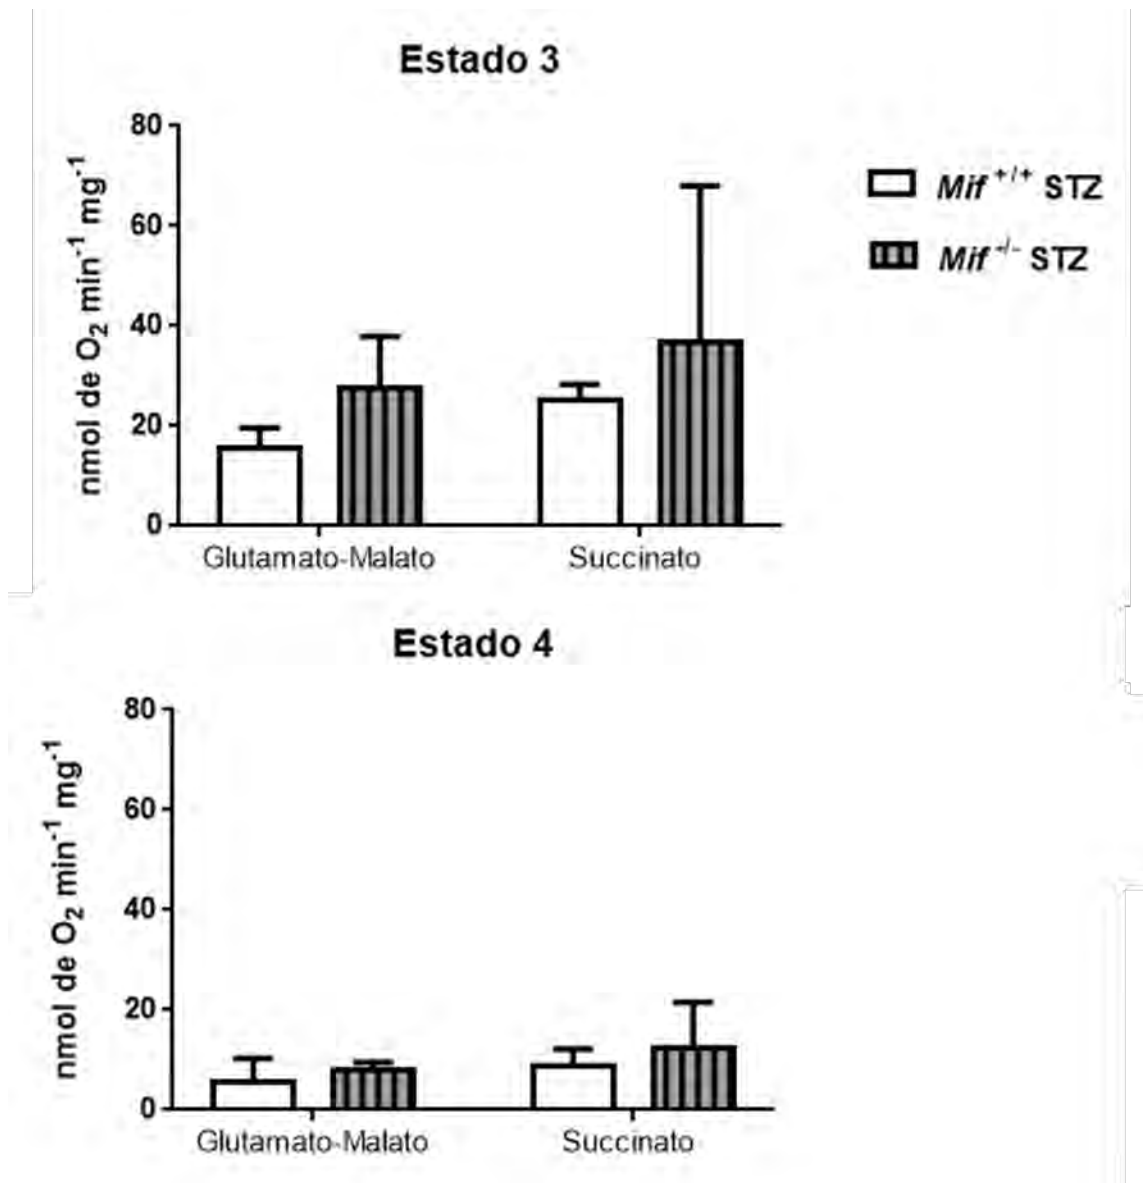 Estado 3
nmol de O₂ min⁻¹ mg⁻¹
80
60
40
20
0
Glutamato-Malato
Succinato
Mif +/+ STZ
Mif -/- STZ
Estado 4
nmol de O₂ min⁻¹ mg⁻¹
80
60
40
20
0
Glutamato-Malato
Succinato